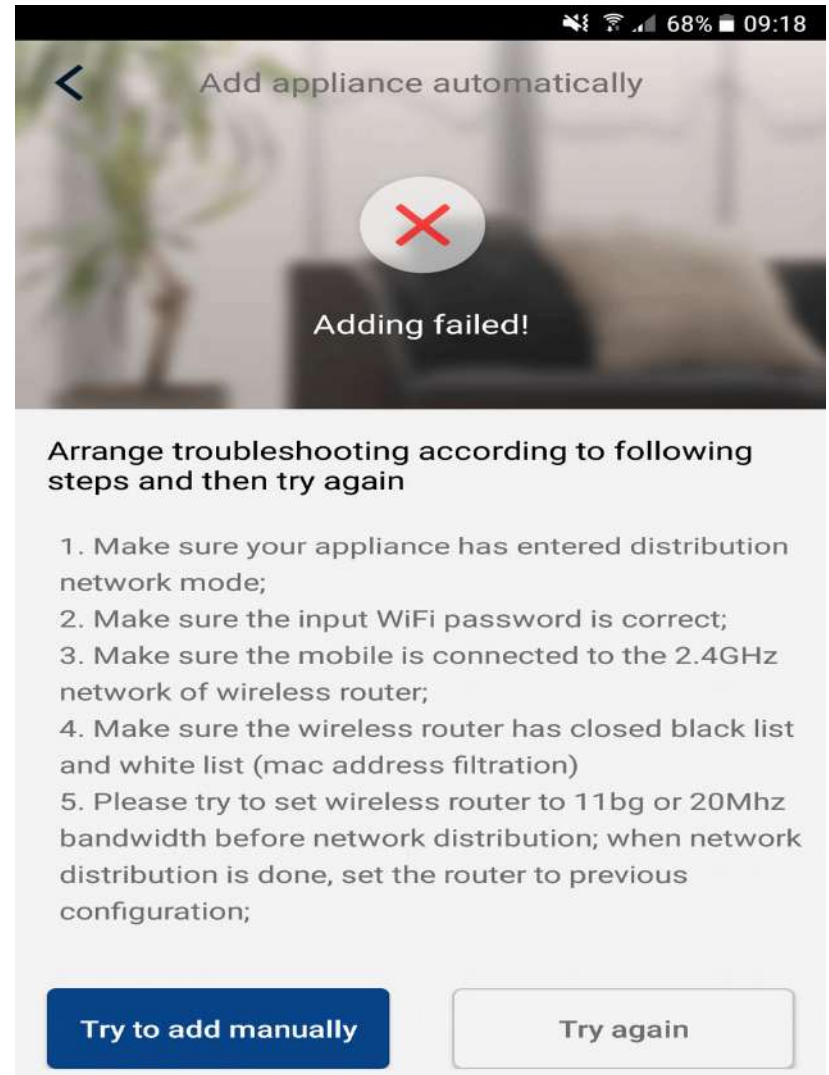 68% 09:18
Add appliance automatically
Adding failed!
Arrange troubleshooting according to following
steps and then try again
1. Make sure your appliance has entered distribution
network mode;
2. Make sure the input WiFi password is correct;
3. Make sure the mobile is connected to the 2.4GHz
network of wireless router;
4. Make sure the wireless router has closed black list
and white list (mac address filtration)
5. Please try to set wireless router to 11bg or 20Mhz
bandwidth before network distribution; when network
distribution is done, set the router to previous
configuration;
Try to add manually
Try again